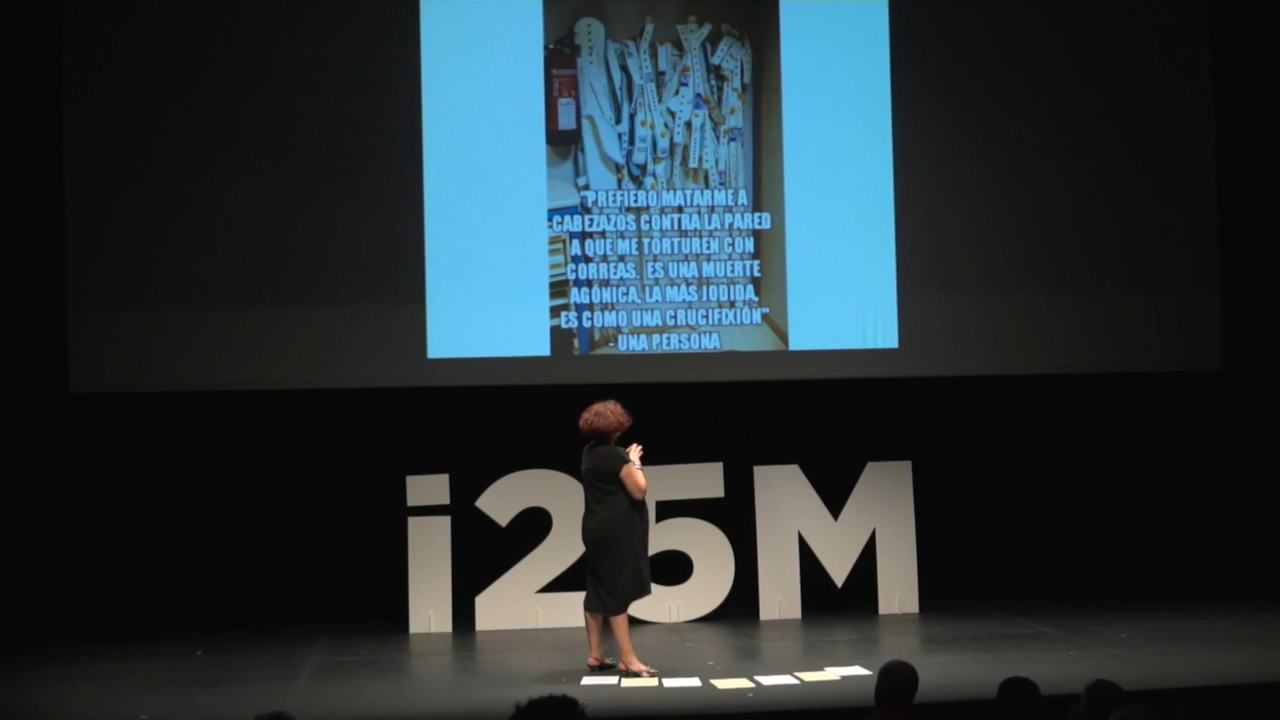 "PREFIERO MATARME A
CABEZAZOS CONTRA LA PARED
A QUE ME TORTUREN CON
CORREAS. ES UNA MUERTE
AGÓNICA, LA MÁS JODIDA,
ES COMO UNA CRUCIFIXIÓN"
- UNA PERSONA
i25M